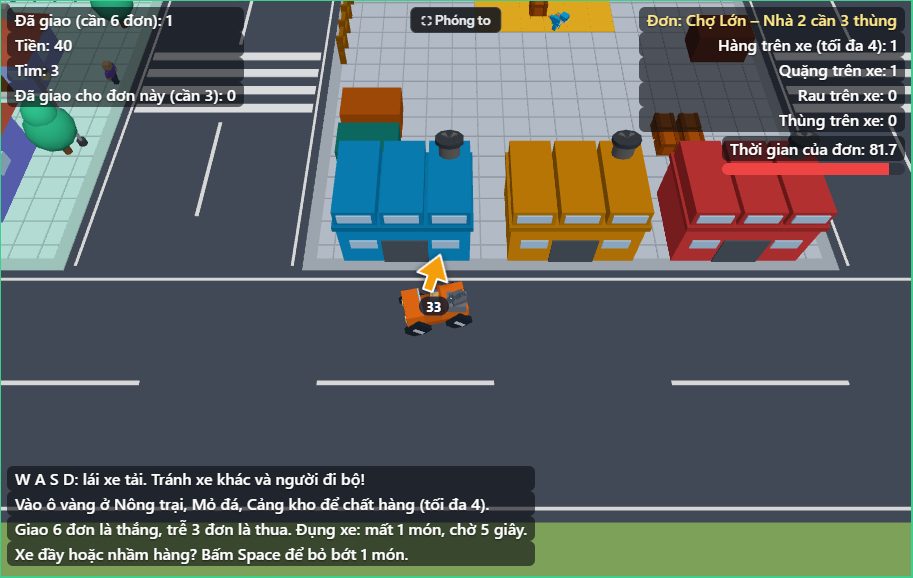 Đã giao (cần 6 đơn): 1
Tiền: 40
Tim: 3
Đã giao cho đơn này (cần 3): 0
Phóng to
Đơn: Chợ Lớn – Nhà 2 cần 3 thùng
Hàng trên xe (tối đa 4): 1
Quặng trên xe: 1
Rau trên xe: 0
Thùng trên xe: 0
Thời gian của đơn: 81.7
33
W A S D: lái xe tải. Tránh xe khác và người đi bộ!
Vào ô vàng ở Nông trại, Mỏ đá, Cảng kho để chất hàng (tối đa 4).
Giao 6 đơn là thắng, trễ 3 đơn là thua. Đụng xe: mất 1 món, chờ 5 giây.
Xe đầy hoặc nhầm hàng? Bấm Space để bỏ bớt 1 món.